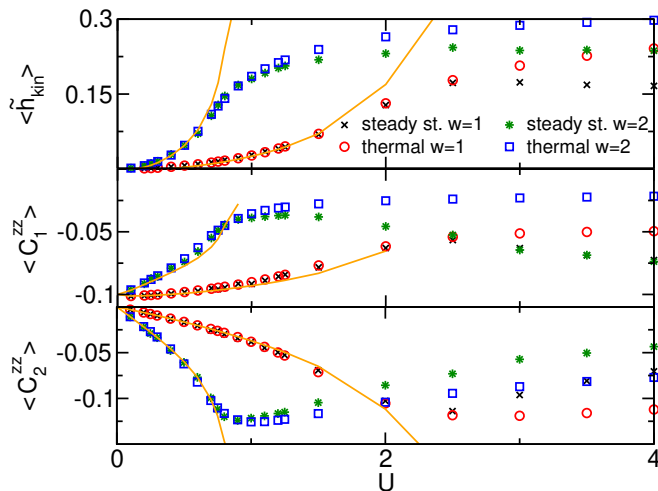 0.3
0.15
<h̃kin>
steady st. w=1
steady st. w=2
thermal w=1
thermal w=2
-0.05
-0.1
<C₁ᶻᶻ>
-0.05
-0.1
<C₂ᶻᶻ>
0 2 3 4
U